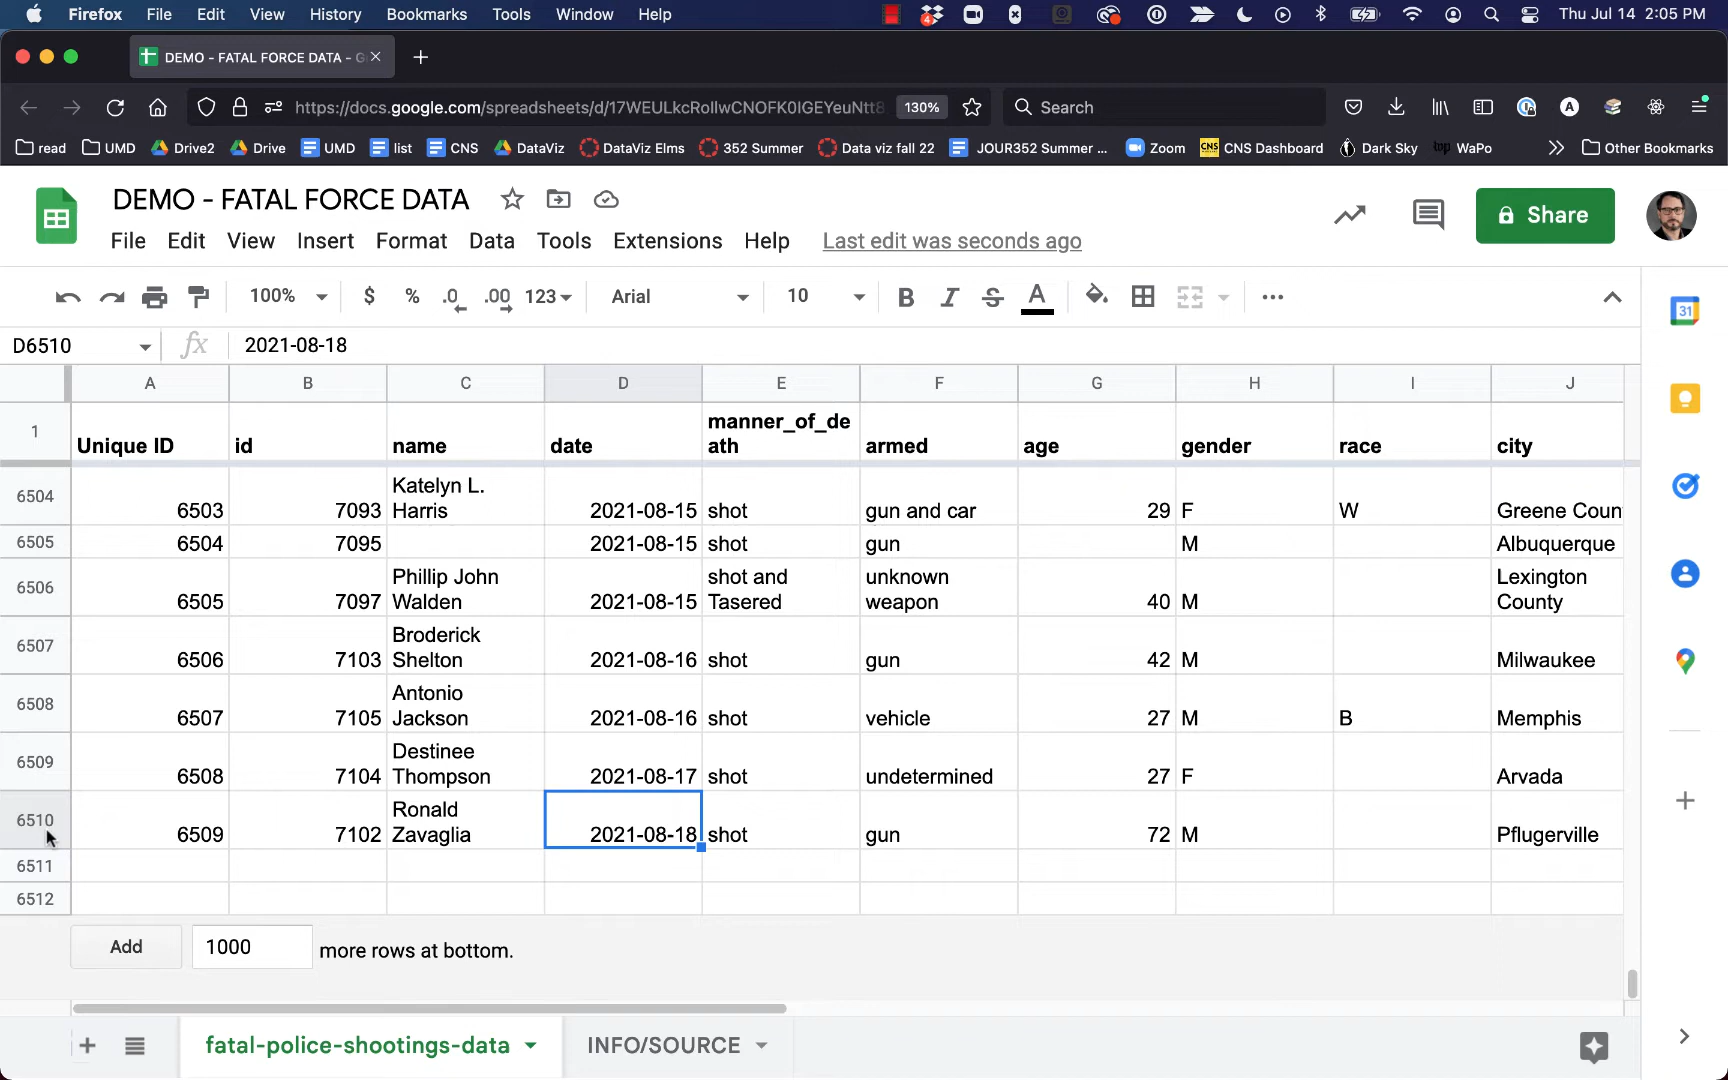 Firefox File Edit View History Bookmarks Tools Window Help 4 Thu Jul 14 2:05 PM
DEMO - FATAL FORCE DATA - G
https://docs.google.com/spreadsheets/d/17WEULkcRollwCNOFK0IGEYeuNtt8 130% Search
read UMD Drive2 Drive UMD list CNS DataViz DataViz Elms 352 Summer Data viz fall 22 JOUR352 Summer ... Zoom CNS CNS Dashboard Dark Sky wp WaPo Other Bookmarks
DEMO - FATAL FORCE DATA
Share
File Edit View Insert Format Data Tools Extensions Help Last edit was seconds ago
100% $ % .0 .00 123 Arial 10 B I S A
31
D6510 fx 2021-08-18
A B C D E F G H I J
manner_of_de
1 Unique ID id name date ath armed age gender race city
Katelyn L.
6504 6503 7093 Harris 2021-08-15 shot gun and car 29 F W Greene Coun
6505 6504 7095 2021-08-15 shot gun M Albuquerque
Phillip John shot and unknown Lexington
6506 6505 7097 Walden 2021-08-15 Tasered weapon 40 M County
Broderick
6507 6506 7103 Shelton 2021-08-16 shot gun 42 M Milwaukee
Antonio
6508 6507 7105 Jackson 2021-08-16 shot vehicle 27 M B Memphis
Destinee
6509 6508 7104 Thompson 2021-08-17 shot undetermined 27 F Arvada
Ronald
6510 6509 7102 Zavaglia 2021-08-18 shot gun 72 M Pflugerville
6511
6512
Add 1000 more rows at bottom.
fatal-police-shootings-data INFO/SOURCE